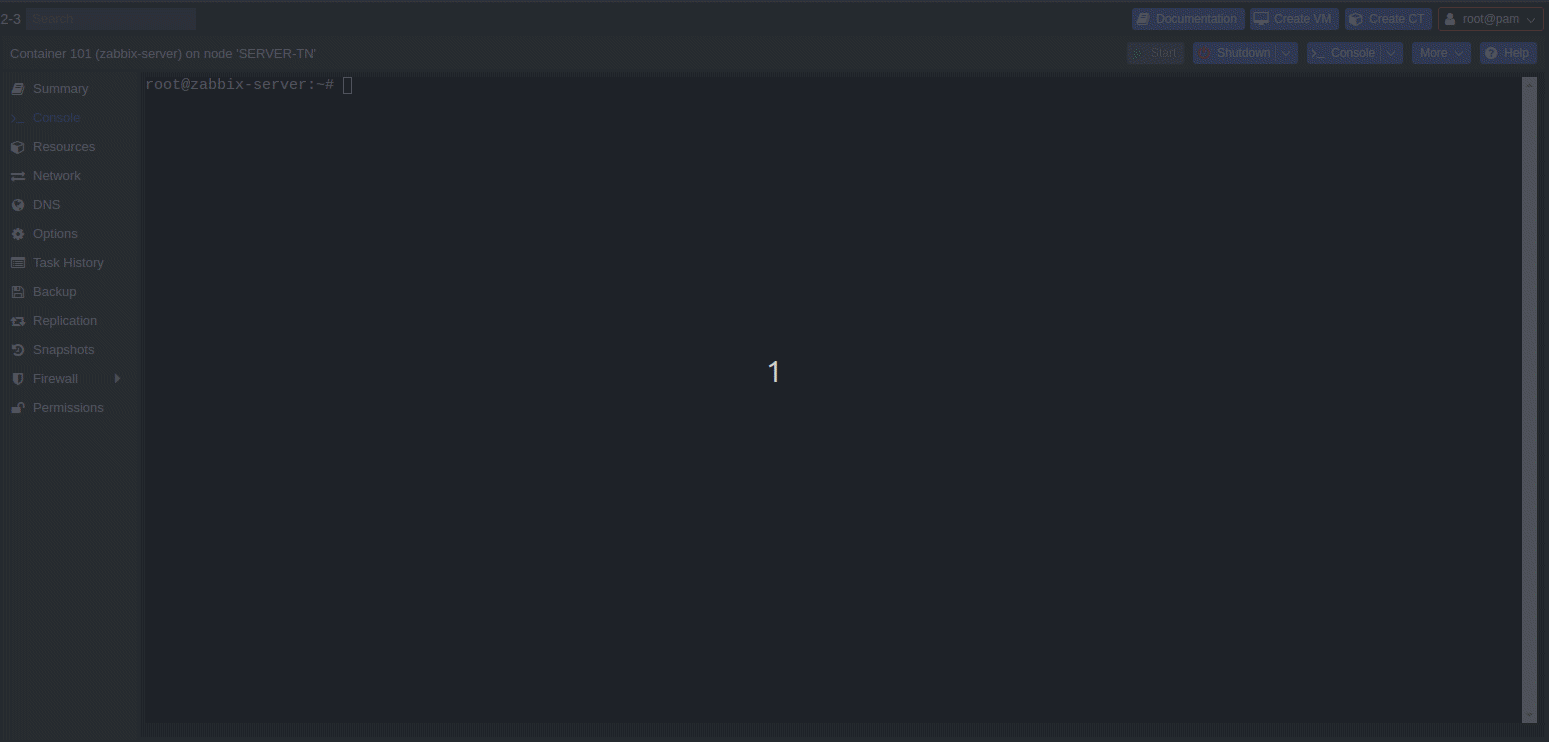 2-3 Search Documentation Create VM Create CT root@pam
Container 101 (zabbix-server) on node 'SERVER-TN' Start Shutdown Console More Help
Summary
Console
Resources
Network
DNS
Options
Task History
Backup
Replication
Snapshots
Firewall
Permissions
root@zabbix-server:~#
1